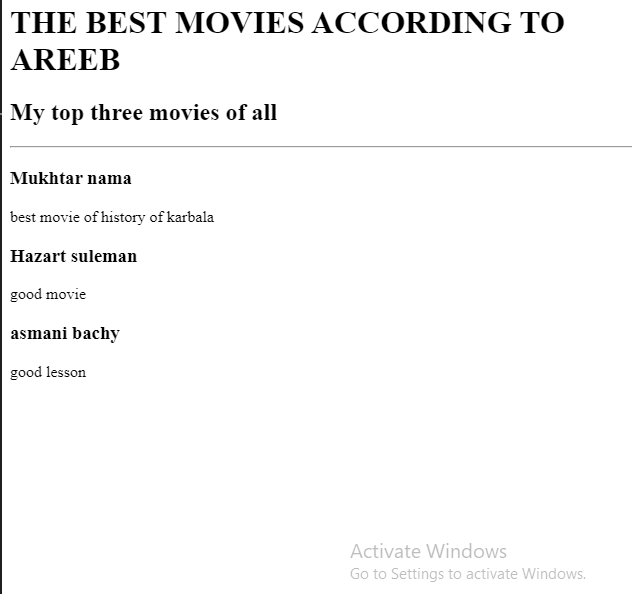 THE BEST MOVIES ACCORDING TO
AREEB
My top three movies of all
Mukhtar nama
best movie of history of karbala
Hazart suleman
good movie
asmani bachy
good lesson
Activate Windows
Go to Settings to activate Windows.